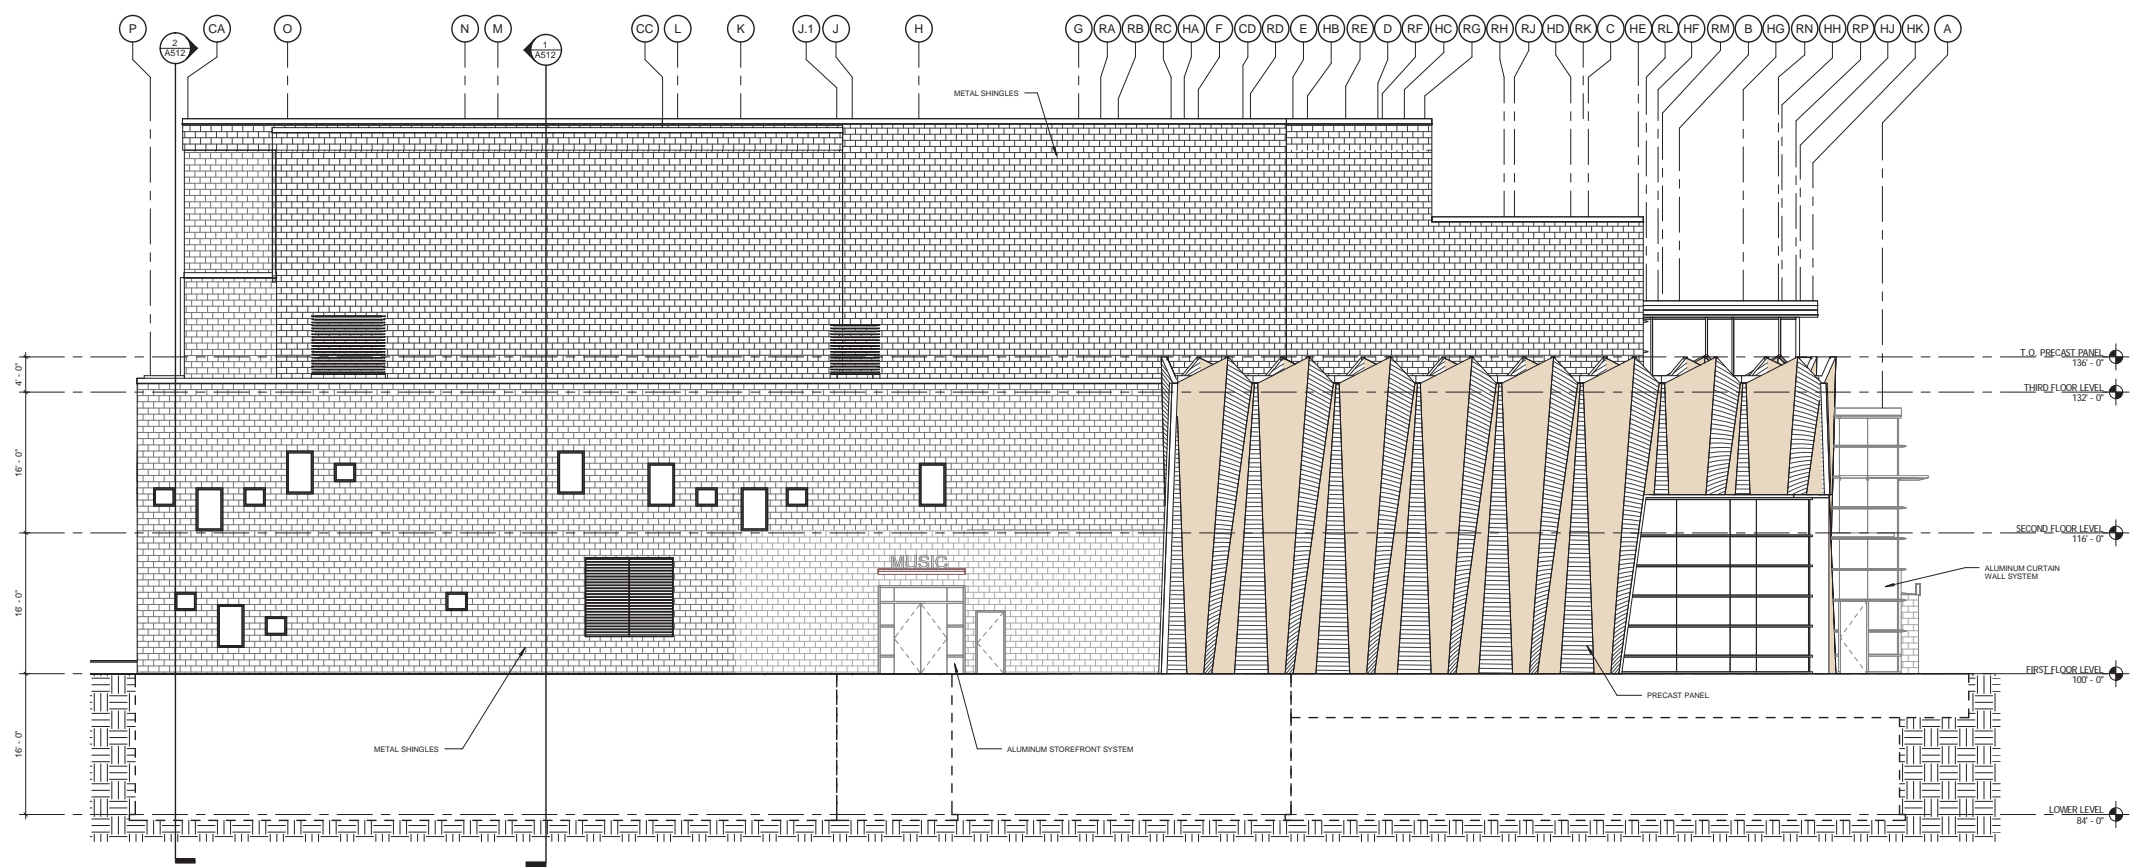 P
2
A512
CA
O
N
M
1
A512
CC
L
K
J.1
J
H
G
RA
RB
RC
HA
F
CD
RD
E
HB
RE
D
RF
HC
RG
RH
RJ
HD
RK
C
HE
RL
HF
RM
B
HG
RN
HH
RP
HJ
HK
A
METAL SHINGLES
T.O. PRECAST PANEL
136' - 0"
4' - 0"
THIRD FLOOR LEVEL
132' - 0"
16' - 0"
SECOND FLOOR LEVEL
116' - 0"
MUSIC
ALUMINUM CURTAIN
WALL SYSTEM
16' - 0"
FIRST FLOOR LEVEL
100' - 0"
PRECAST PANEL
METAL SHINGLES
ALUMINUM STOREFRONT SYSTEM
16' - 0"
LOWER LEVEL
84' - 0"